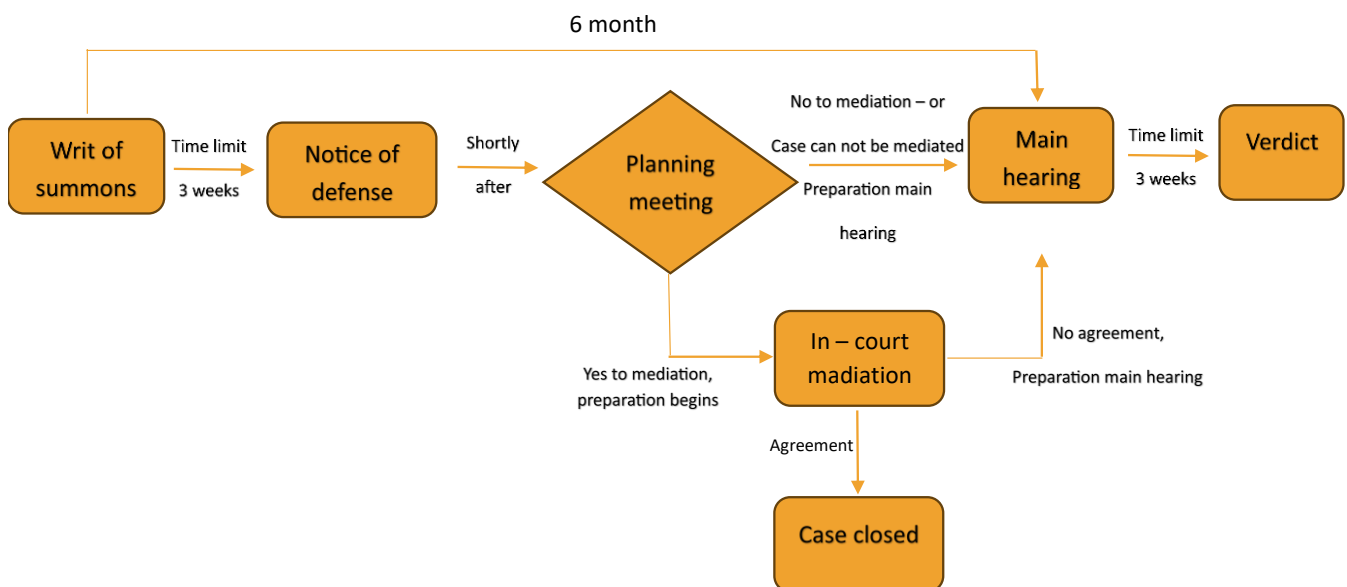 6 month
Writ of
summons
Time limit
3 weeks
Notice of
defense
Shortly
after
Planning
meeting
No to mediation – or
Case can not be mediated
Preparation main
hearing
Main
hearing
Time limit
3 weeks
Verdict
Yes to mediation,
preparation begins
In – court
madiation
No agreement,
Preparation main hearing
Agreement
Case closed